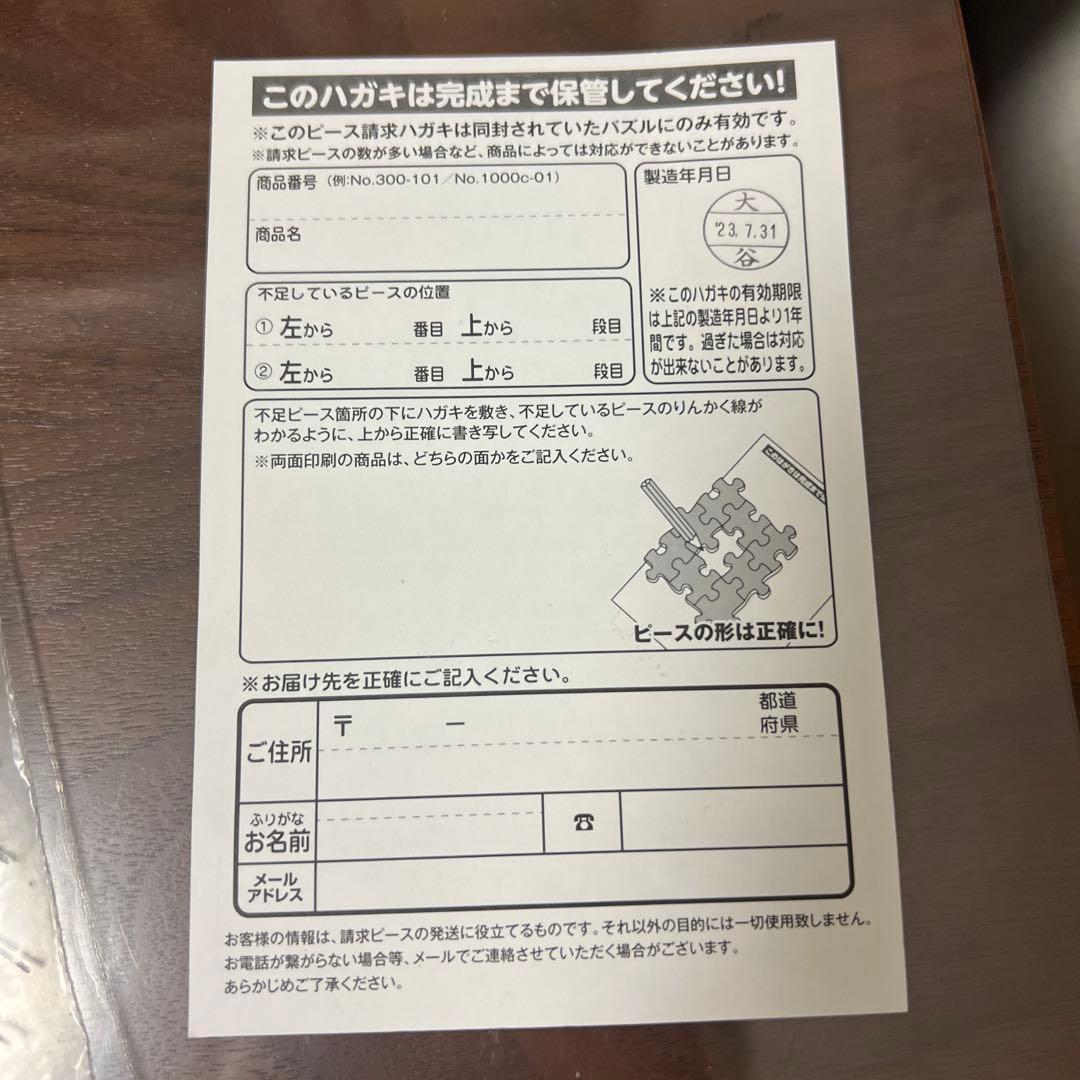 このハガキは完成まで保管してください!
※このピース請求ハガキは同封されていたパズルにのみ有効です。
※請求ピースの数が多い場合など、商品によっては対応ができないことがあります。
商品番号（例:No.300-101／No.1000c-01）
商品名
製造年月日
大
'23. 7. 31
谷
※このハガキの有効期限
は上記の製造年月日より1年
間です。過ぎた場合は対応
が出来ないことがあります。
不足しているピースの位置
① 左から 番目 上から 段目
② 左から 番目 上から 段目
不足ピース箇所の下にハガキを敷き、不足しているピースのりんかく線が
わかるように、上から正確に書き写してください。
※両面印刷の商品は、どちらの面かをご記入ください。
ピースの形は正確に!
※お届け先を正確にご記入ください。
ご住所
〒 ー
都道
府県
ふりがな
お名前
☎
メール
アドレス
お客様の情報は、請求ピースの発送に役立てるものです。それ以外の目的には一切使用致しません。
お電話が繋がらない場合等、メールでご連絡させていただく場合がございます。
あらかじめご了承ください。